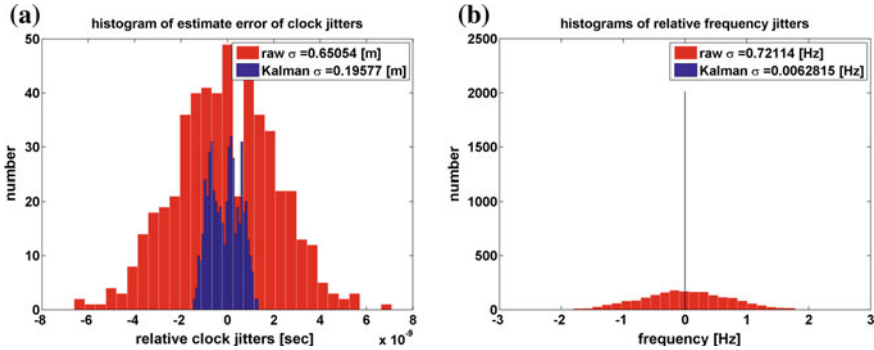 (a)
histogram of estimate error of clock jitters
50
40
30
20
10
0
number
raw σ =0.65054 [m]
Kalman σ =0.19577 [m]
-8
-6
-4
-2
0
2
4
6
8
x 10⁻⁹
relative clock jitters [sec]
(b)
histograms of relative frequency jitters
2500
2000
1500
1000
500
0
number
raw σ =0.72114 [Hz]
Kalman σ =0.0062815 [Hz]
-3
-2
-1
0
1
2
3
frequency [Hz]